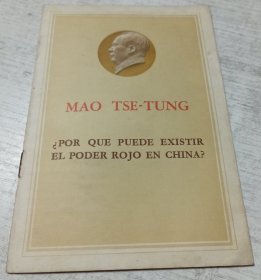 MAO TSE-TUNG
¿POR QUE PUEDE EXISTIR
EL PODER ROJO EN CHINA?